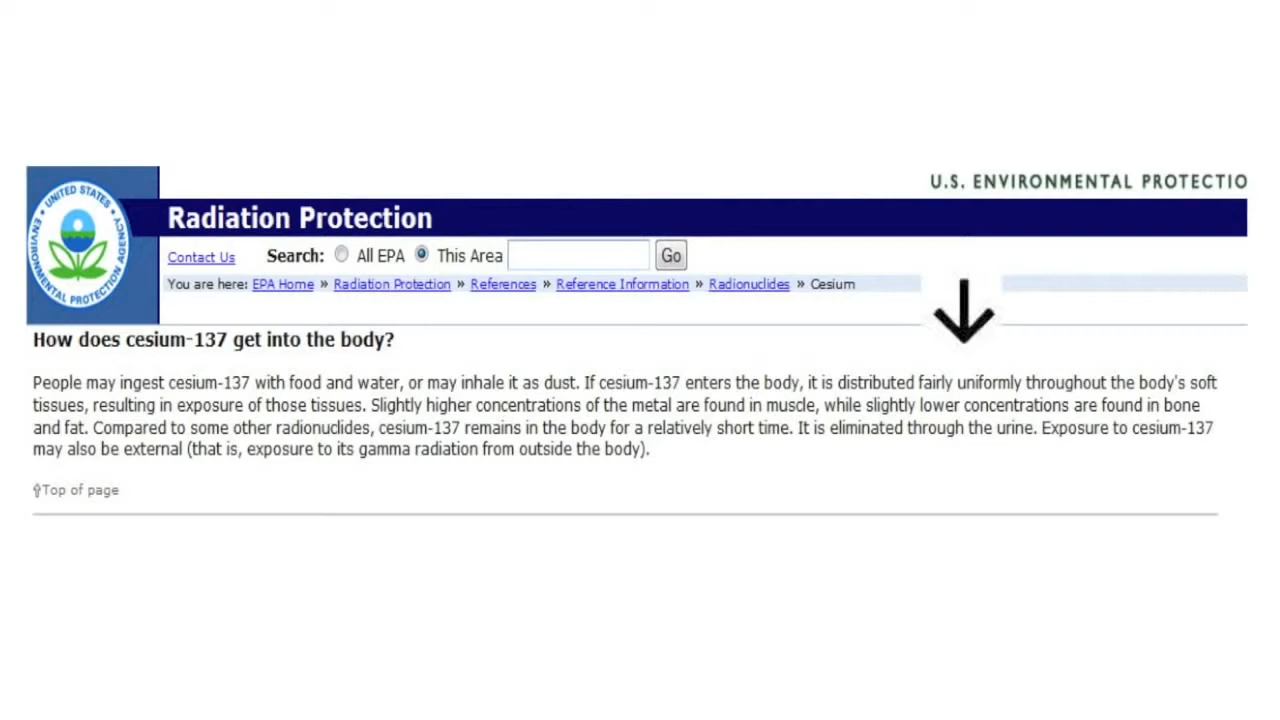 U.S. ENVIRONMENTAL PROTECTIO
UNITED STATES
ENVIRONMENTAL PROTECTION AGENCY
Radiation Protection
Contact Us Search: All EPA This Area Go
You are here: EPA Home » Radiation Protection » References » Reference Information » Radionuclides » Cesium
How does cesium-137 get into the body?
People may ingest cesium-137 with food and water, or may inhale it as dust. If cesium-137 enters the body, it is distributed fairly uniformly throughout the body's soft
tissues, resulting in exposure of those tissues. Slightly higher concentrations of the metal are found in muscle, while slightly lower concentrations are found in bone
and fat. Compared to some other radionuclides, cesium-137 remains in the body for a relatively short time. It is eliminated through the urine. Exposure to cesium-137
may also be external (that is, exposure to its gamma radiation from outside the body).
⇧Top of page